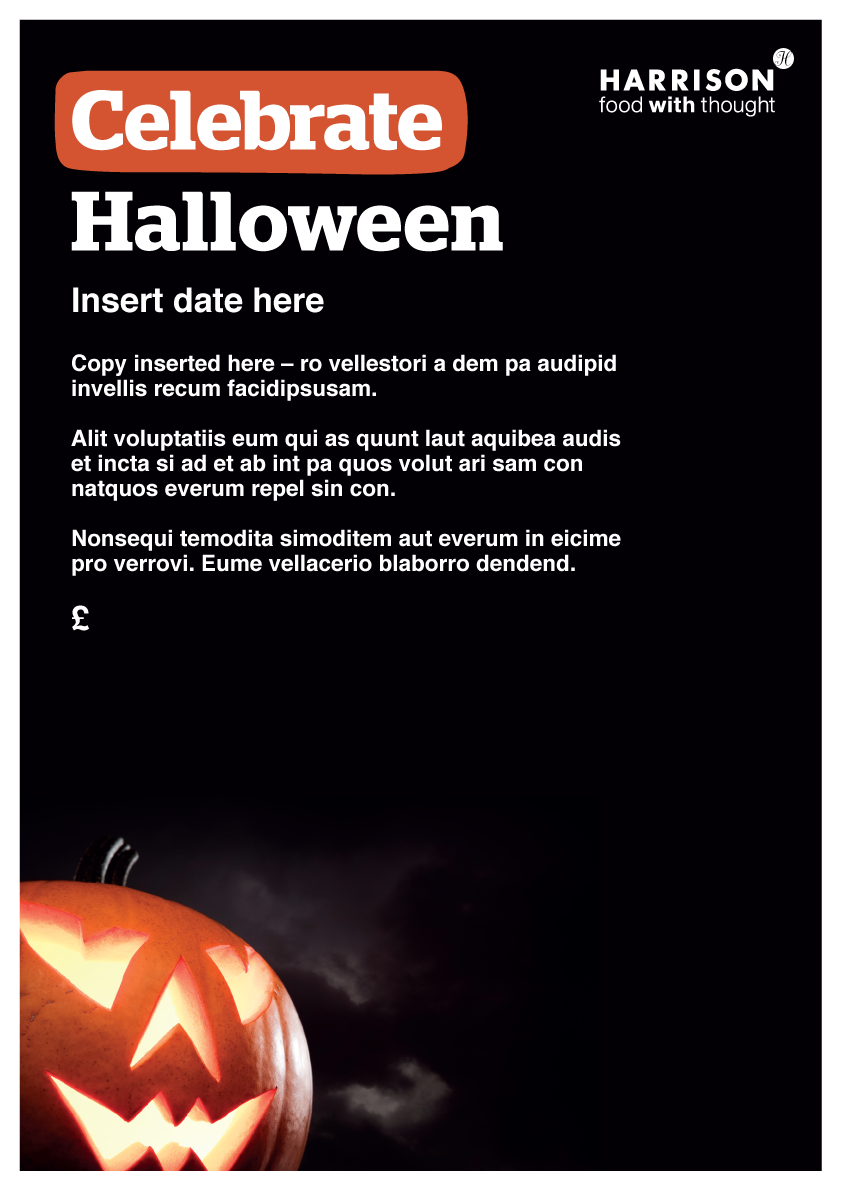 Celebrate
HARRISON
food with thought
Halloween
Insert date here
Copy inserted here – ro vellestori a dem pa audipid
invellis recum facidipsusam.
Alit voluptatiis eum qui as quunt laut aquibea audis
et incta si ad et ab int pa quos volut ari sam con
natquos everum repel sin con.
Nonsequi temodita simoditem aut everum in eicime
pro verrovi. Eume vellacerio blaborro dendend.
£